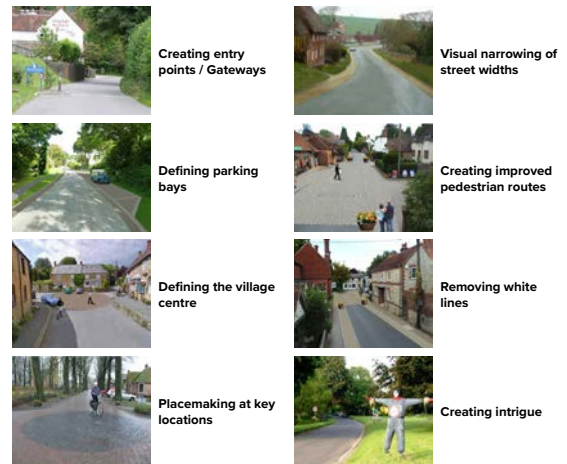 Creating entry
points / Gateways
Visual narrowing of
street widths
Defining parking
bays
Creating improved
pedestrian routes
Defining the village
centre
Removing white
lines
Placemaking at key
locations
Creating intrigue